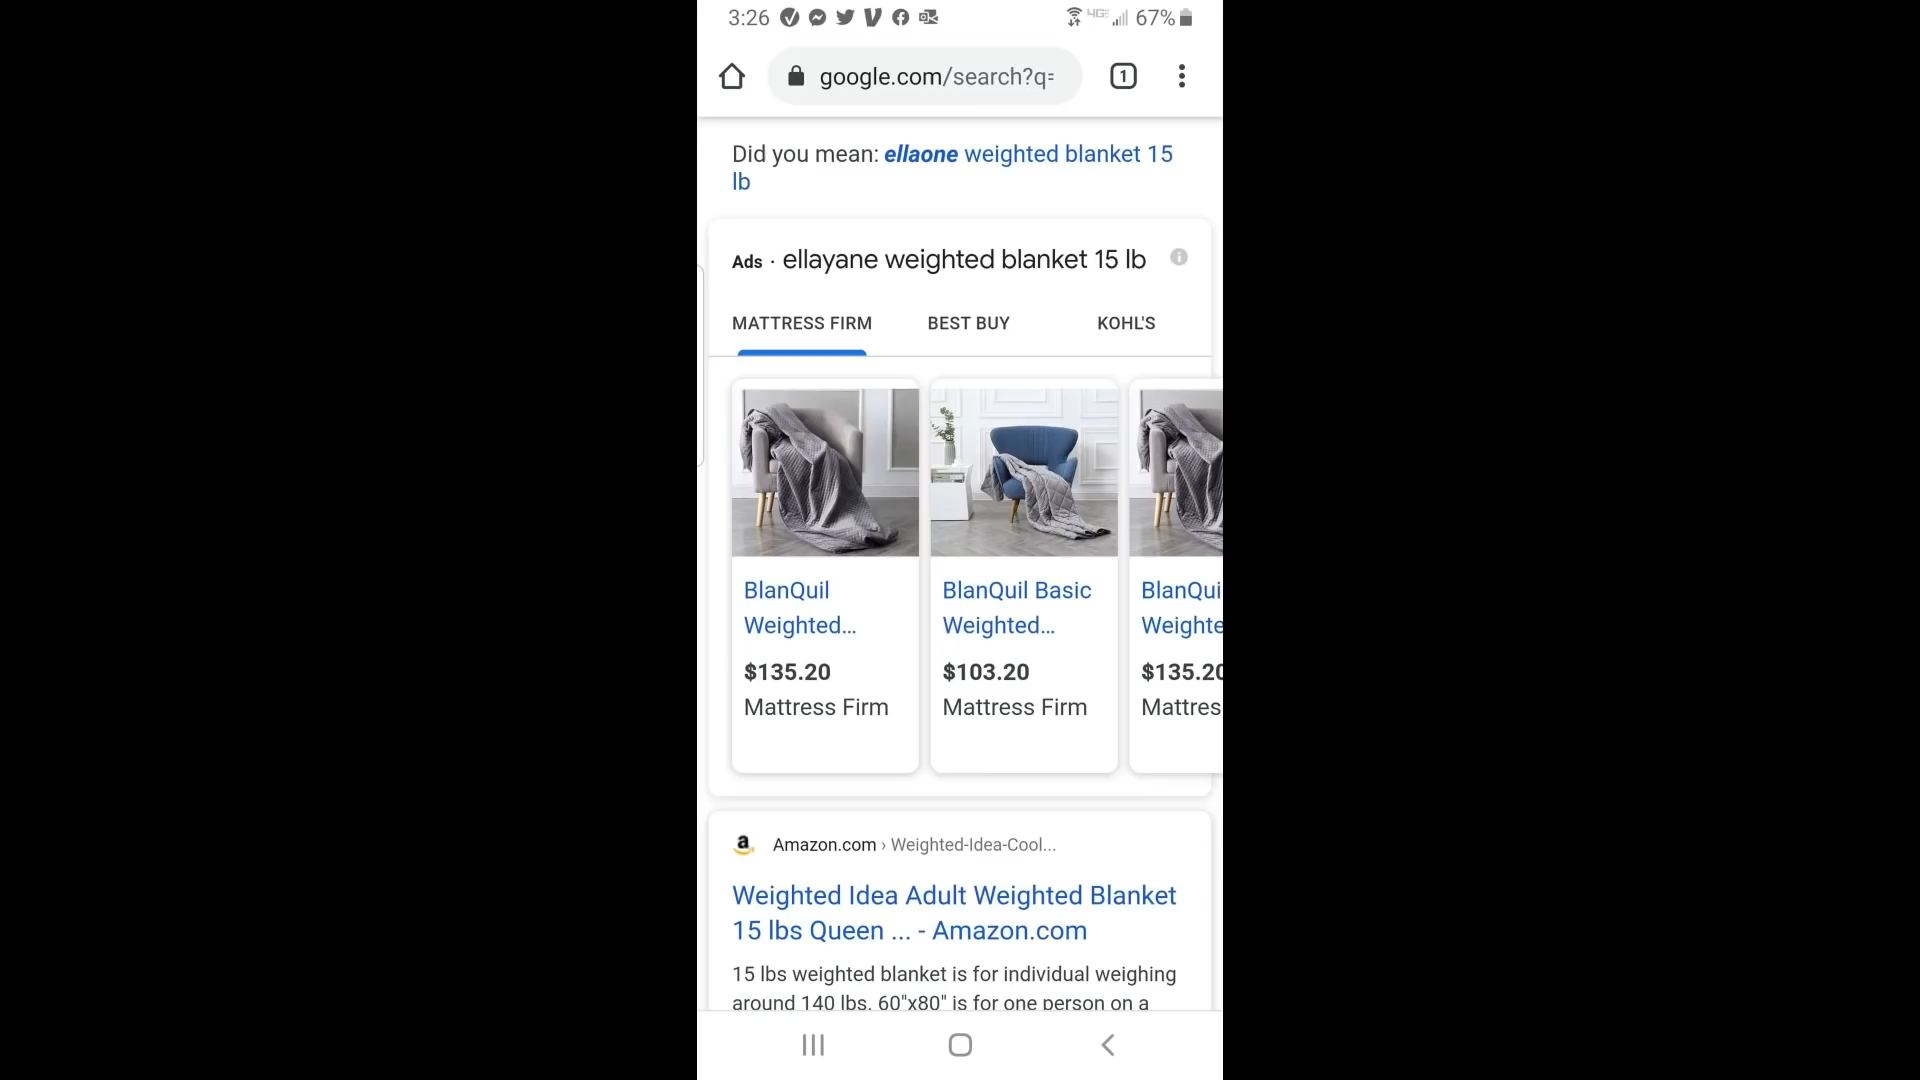 3:26 67%
google.com/search?q=
1
Did you mean: ellaone weighted blanket 15
lb
Ads · ellayane weighted blanket 15 lb
MATTRESS FIRM BEST BUY KOHL'S
BlanQuil
Weighted...
$135.20
Mattress Firm
BlanQuil Basic
Weighted...
$103.20
Mattress Firm
BlanQui
Weighte
$135.20
Mattres
Amazon.com › Weighted-Idea-Cool...
Weighted Idea Adult Weighted Blanket
15 lbs Queen ... - Amazon.com
15 lbs weighted blanket is for individual weighing
around 140 lbs. 60"x80" is for one person on a